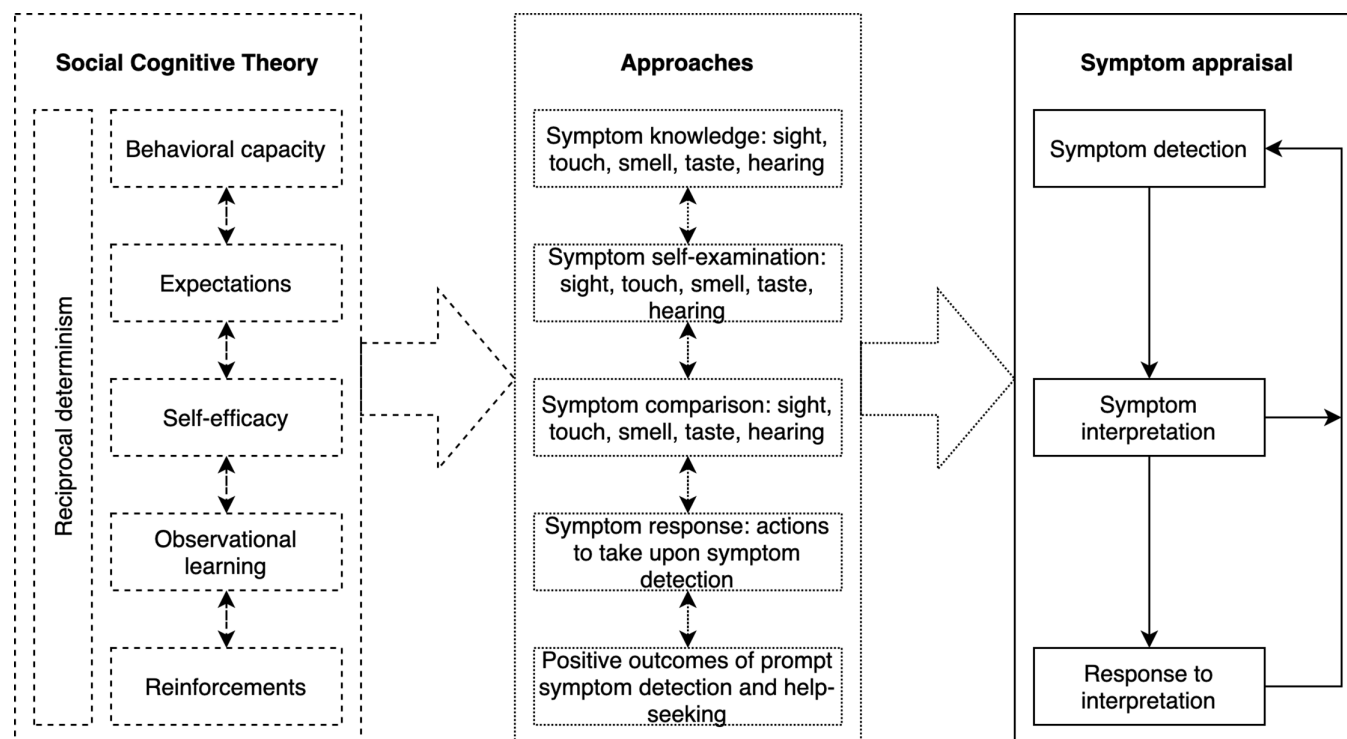 Social Cognitive Theory
Reciprocal determinism
Behavioral capacity
Expectations
Self-efficacy
Observational
learning
Reinforcements
Approaches
Symptom knowledge: sight,
touch, smell, taste, hearing
Symptom self-examination:
sight, touch, smell, taste,
hearing
Symptom comparison: sight,
touch, smell, taste, hearing
Symptom response: actions
to take upon symptom
detection
Positive outcomes of prompt
symptom detection and help-
seeking
Symptom appraisal
Symptom detection
Symptom
interpretation
Response to
interpretation